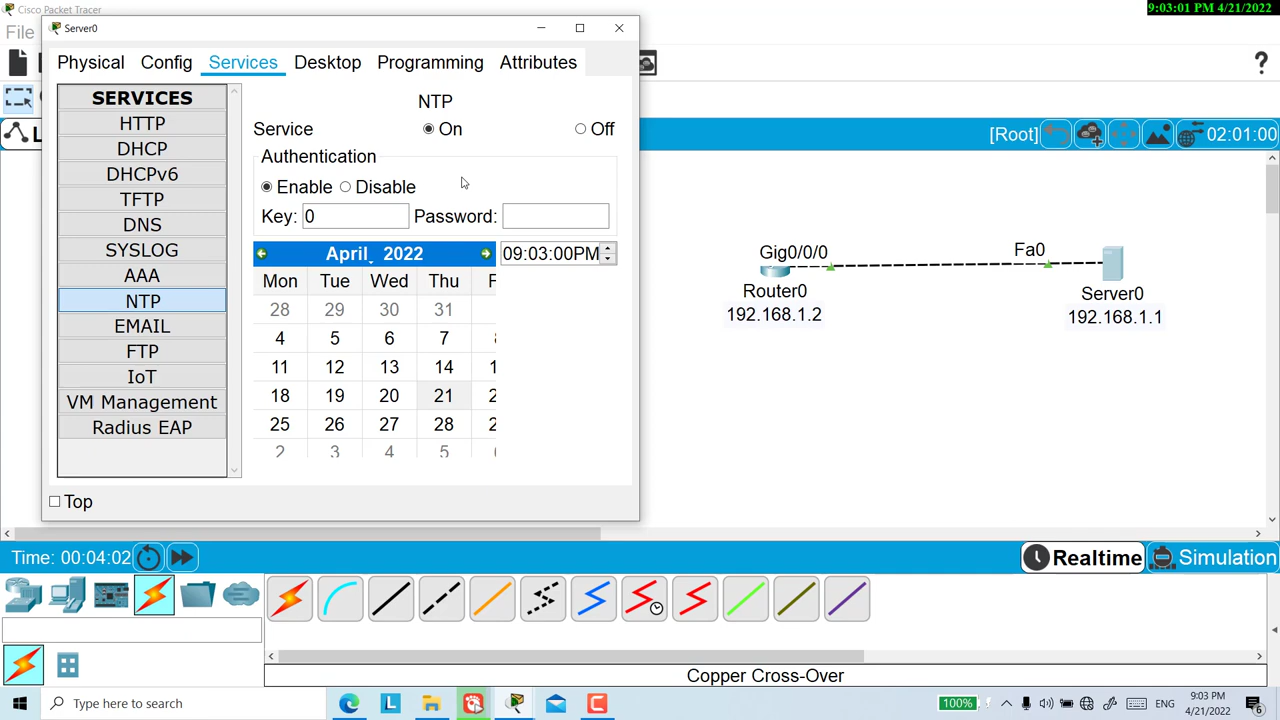 Cisco Packet Tracer
9:03:01 PM 4/21/2022
File
Server0
Physical Config Services Desktop Programming Attributes
?
SERVICES
HTTP
DHCP
DHCPv6
TFTP
DNS
SYSLOG
AAA
NTP
EMAIL
FTP
IoT
VM Management
Radius EAP
NTP
Service On Off
Authentication
Enable Disable
Key: 0 Password:
April 2022 09:03:00PM
Mon Tue Wed Thu F
28 29 30 31
4 5 6 7
11 12 13 14 1
18 19 20 21 2
25 26 27 28 2
2 3 4 5
Top
L
[Root] 02:01:00
Gig0/0/0
Router0
192.168.1.2
Fa0
Server0
192.168.1.1
Time: 00:04:02
Realtime Simulation
Copper Cross-Over
Type here to search
L
100%
ENG
9:03 PM
4/21/2022
6